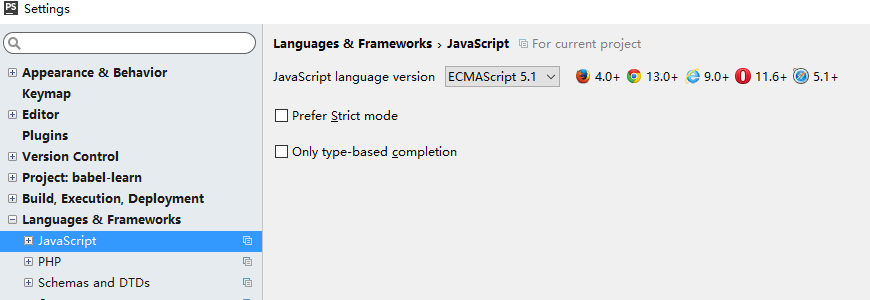 PS Settings
Languages & Frameworks › JavaScript For current project
JavaScript language version ECMAScript 5.1 4.0+ 13.0+ 9.0+ 11.6+ 5.1+
Prefer Strict mode
Only type-based completion
Appearance & Behavior
Keymap
Editor
Plugins
Version Control
Project: babel-learn
Build, Execution, Deployment
Languages & Frameworks
JavaScript
PHP
Schemas and DTDs